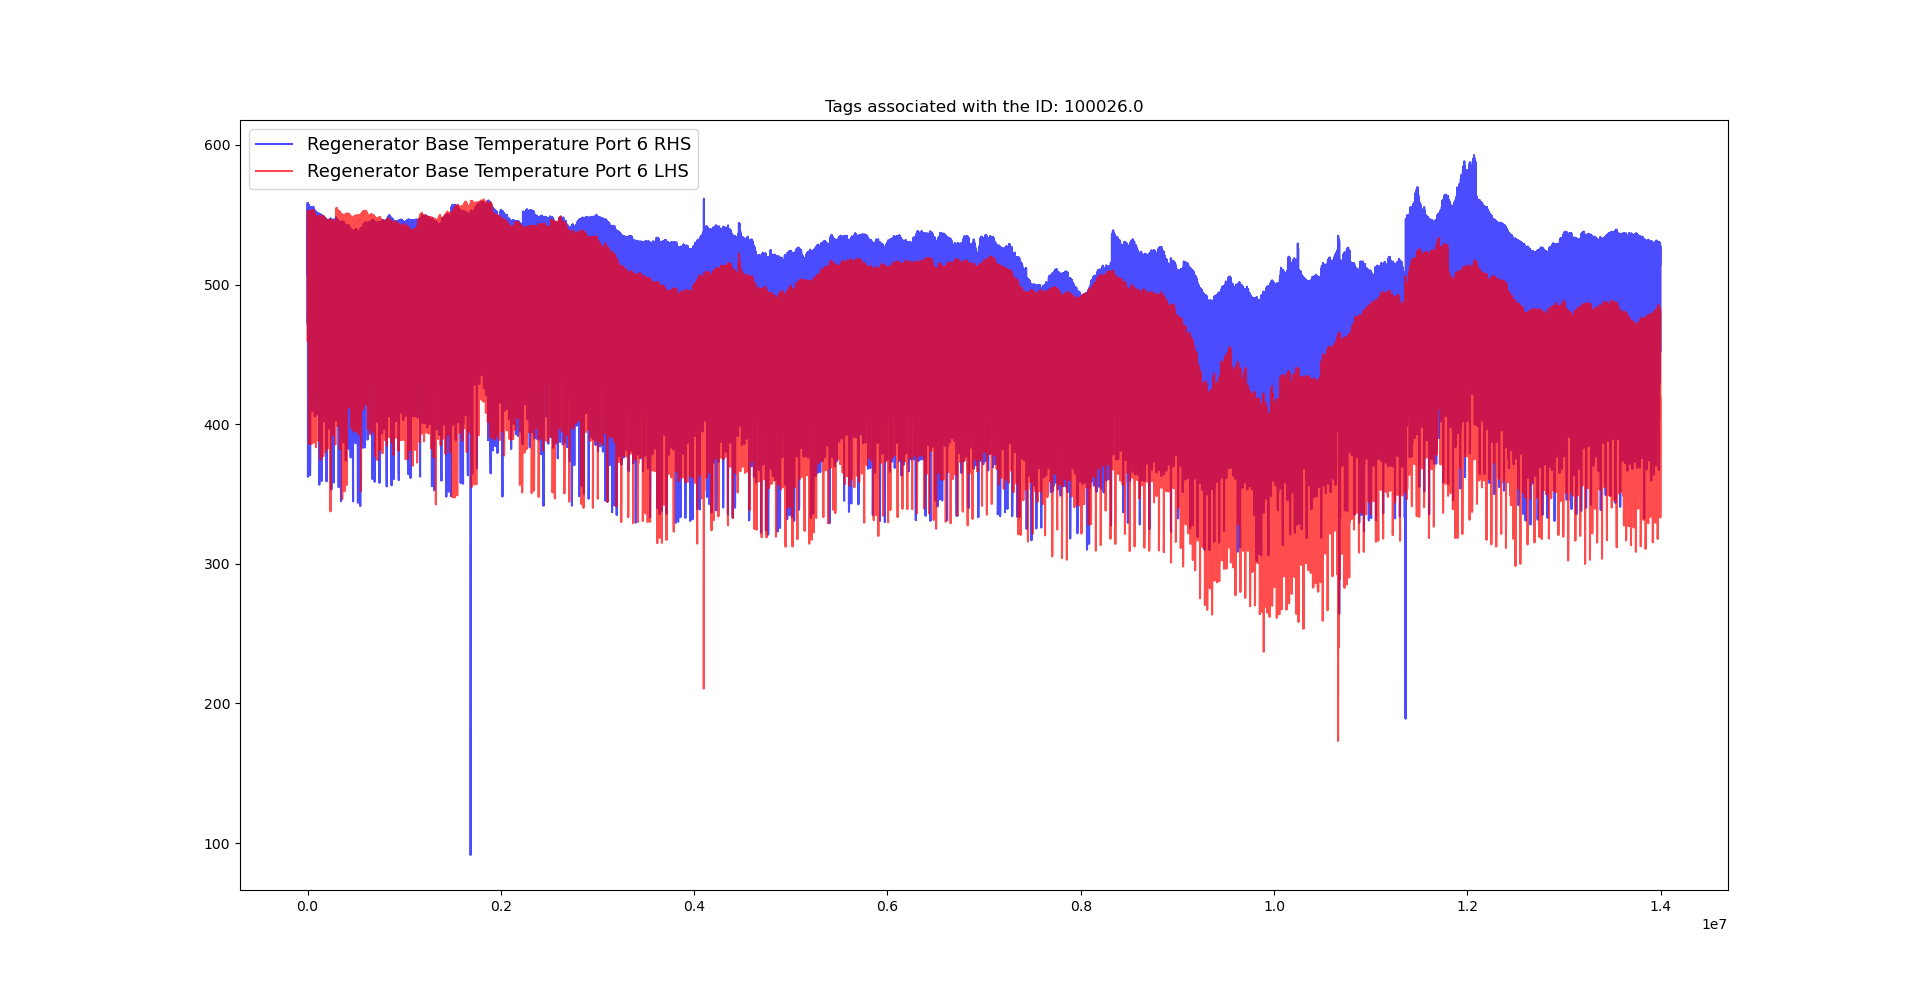 Tags associated with the ID: 100026.0
Regenerator Base Temperature Port 6 RHS
Regenerator Base Temperature Port 6 LHS
600
500
400
300
200
100
0.0 0.2 0.4 0.6 0.8 1.0 1.2 1.4
1e7